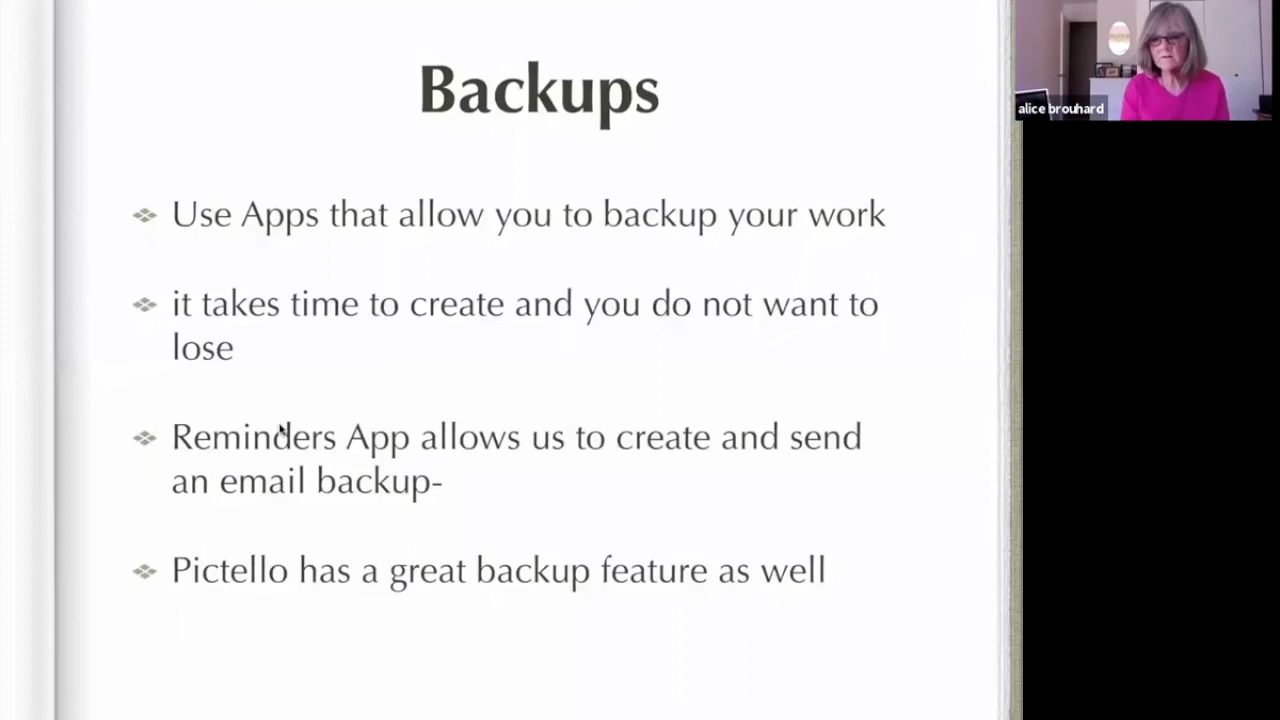 Backups
Use Apps that allow you to backup your work
it takes time to create and you do not want to
lose
Reminders App allows us to create and send
an email backup-
Pictello has a great backup feature as well
alice brouhard